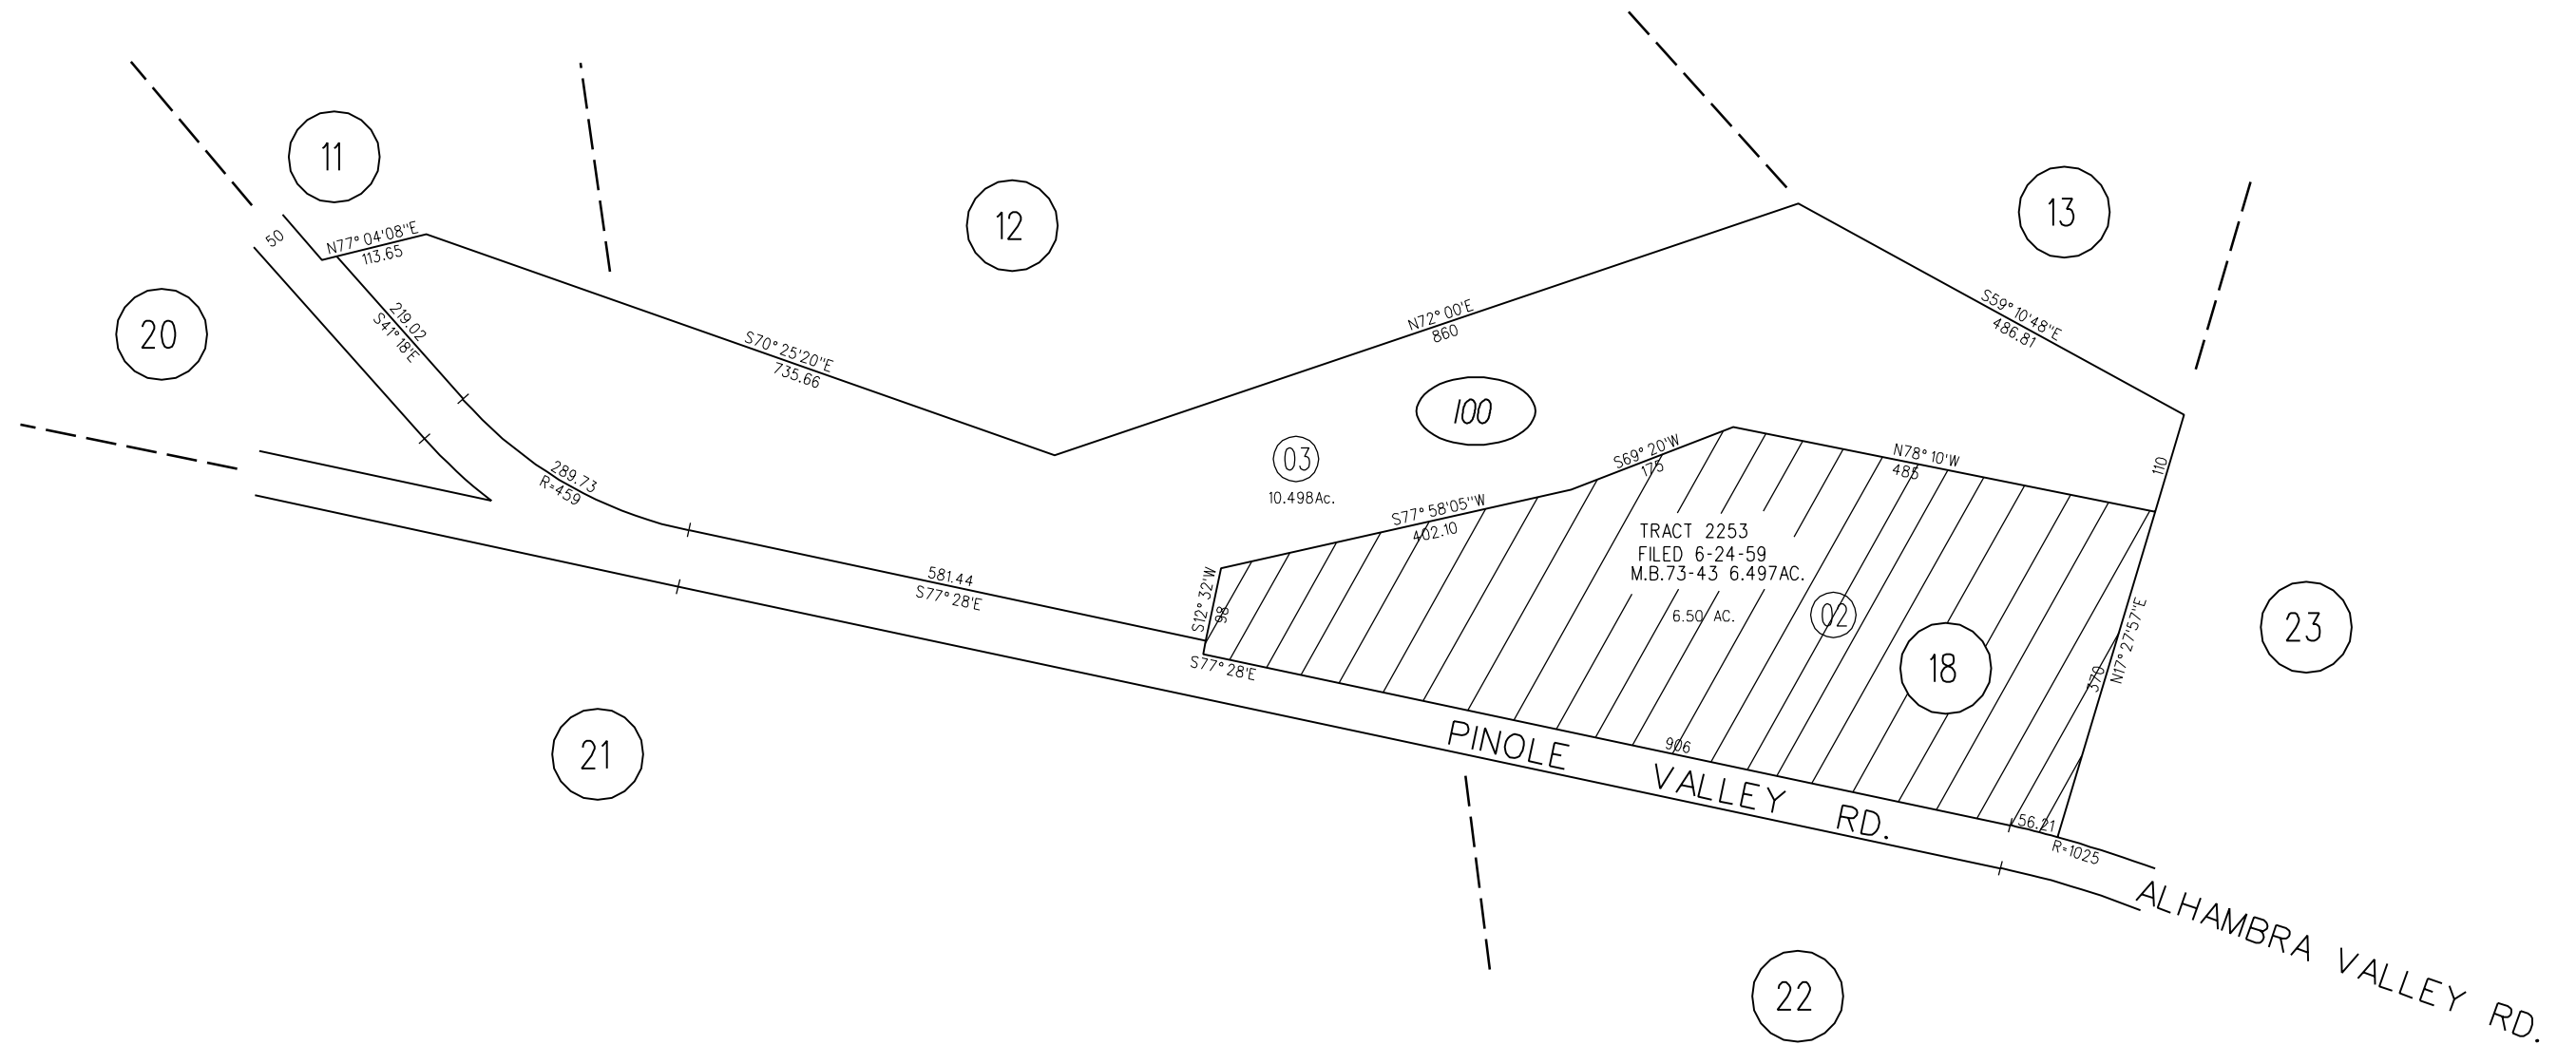 11
12
13
50
N77° 04'08"E
113.65
20
219.02
S41° 18'E
S70° 25'20"E
735.66
N72° 00'E
860
S59° 10'48"E
486.81
100
03
10.498Ac.
S69° 20'W
175
N78° 10'W
485
110
289.73
R=459
S77° 58'05"W
402.10
TRACT 2253
FILED 6-24-59
M.B.73-43 6.497AC.
6.50 AC.
02
581.44
S77° 28'E
S12° 32'W
98
S77° 28'E
18
370
N17° 27'57"E
23
21
906
PINOLE VALLEY RD.
56.21
R=1025
ALHAMBRA VALLEY RD.
22